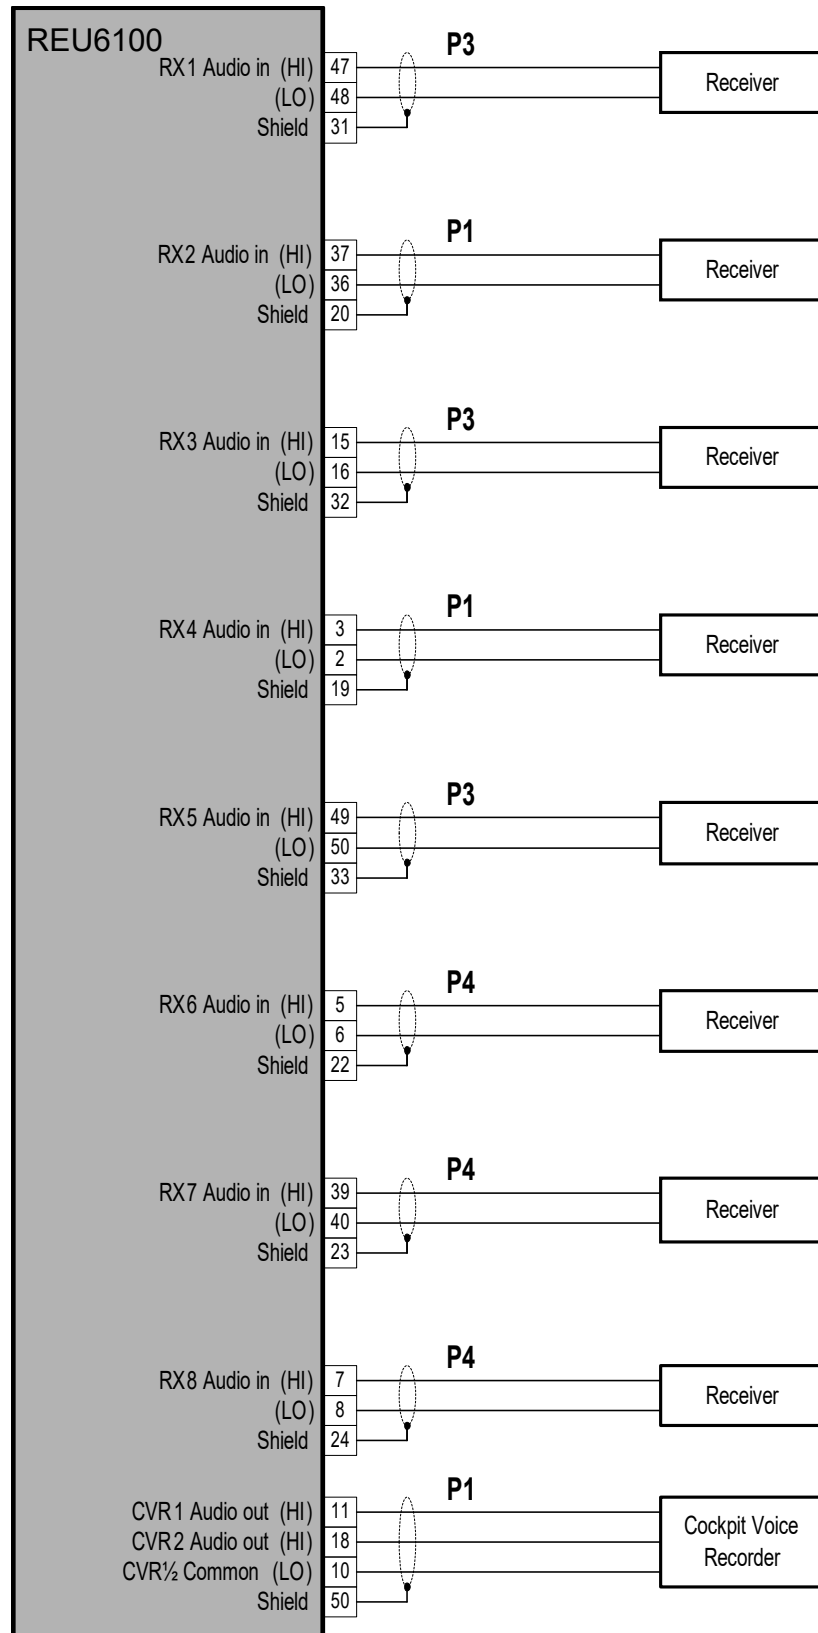 REU6100
P3
RX1 Audio in (HI) 47
Receiver
(LO) 48
Shield 31
P1
RX2 Audio in (HI) 37
Receiver
(LO) 36
Shield 20
P3
RX3 Audio in (HI) 15
Receiver
(LO) 16
Shield 32
P1
RX4 Audio in (HI) 3
Receiver
(LO) 2
Shield 19
P3
RX5 Audio in (HI) 49
Receiver
(LO) 50
Shield 33
P4
RX6 Audio in (HI) 5
Receiver
(LO) 6
Shield 22
P4
RX7 Audio in (HI) 39
Receiver
(LO) 40
Shield 23
P4
RX8 Audio in (HI) 7
Receiver
(LO) 8
Shield 24
P1
CVR1 Audio out (HI) 11
Cockpit Voice
CVR2 Audio out (HI) 18
Recorder
CVR½ Common (LO) 10
Shield 50